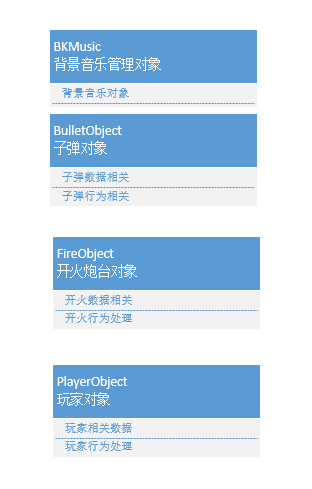 BKMusic
背景音乐管理对象
背景音乐对象
BulletObject
子弹对象
子弹数据相关
子弹行为相关
FireObject
开火炮台对象
开火数据相关
开火行为处理
PlayerObject
玩家对象
玩家相关数据
玩家行为处理